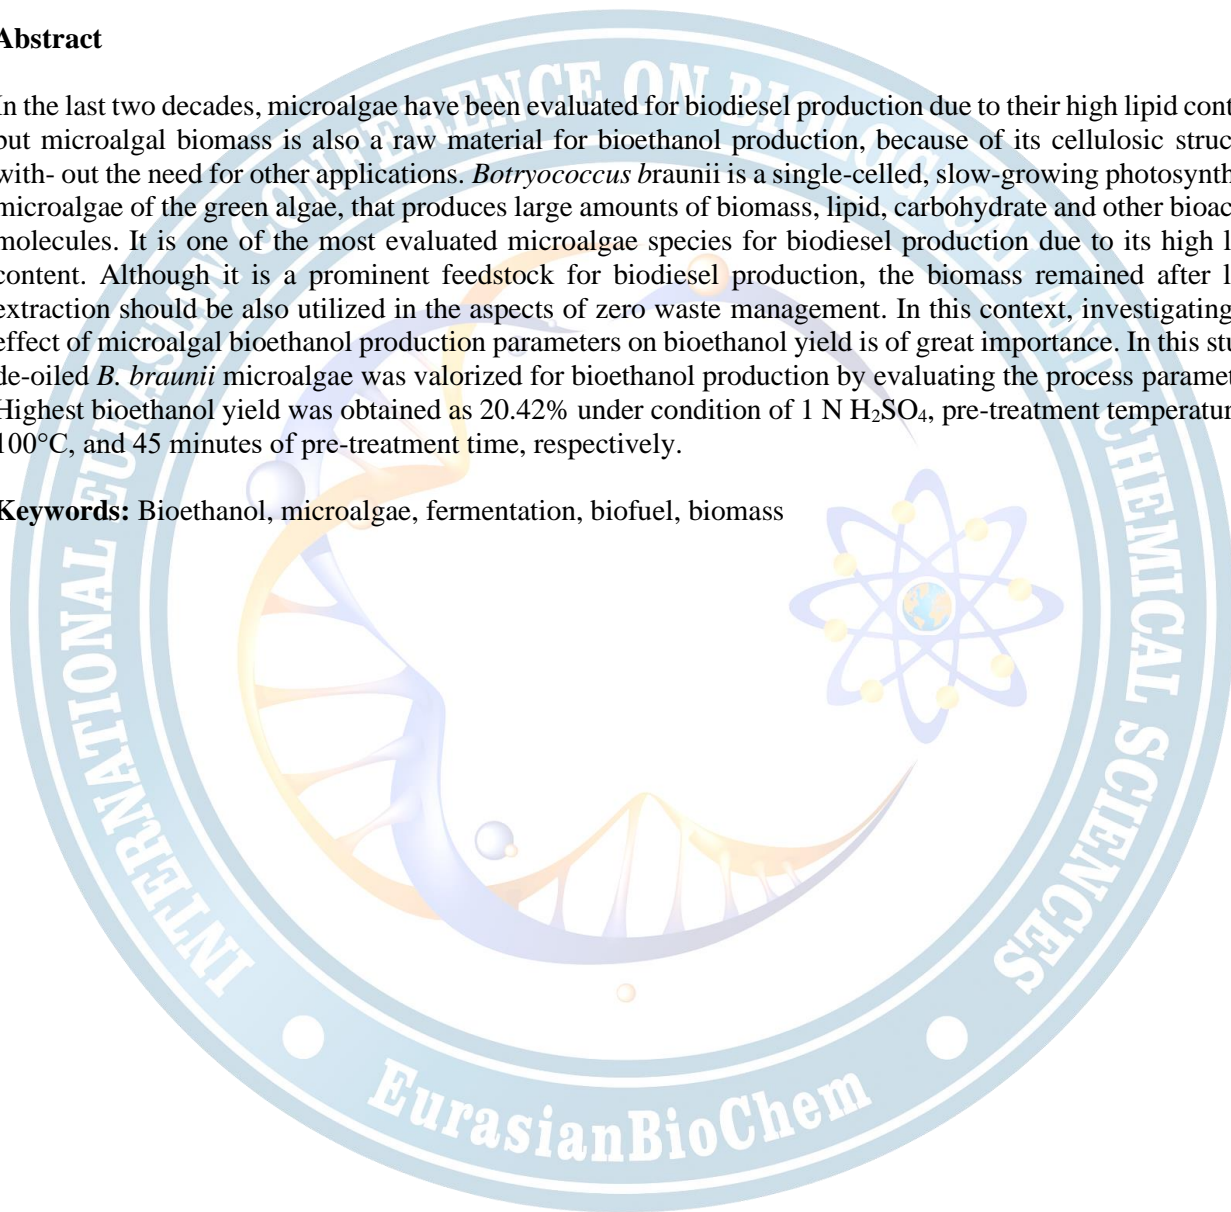 Abstract
In the last two decades, microalgae have been evaluated for biodiesel production due to their high lipid cont
but microalgal biomass is also a raw material for bioethanol production, because of its cellulosic struc
with- out the need for other applications. Botryococcus braunii is a single-celled, slow-growing photosynth
microalgae of the green algae, that produces large amounts of biomass, lipid, carbohydrate and other bioac
molecules. It is one of the most evaluated microalgae species for biodiesel production due to its high l
content. Although it is a prominent feedstock for biodiesel production, the biomass remained after l
extraction should be also utilized in the aspects of zero waste management. In this context, investigating
effect of microalgal bioethanol production parameters on bioethanol yield is of great importance. In this stu
de-oiled B. braunii microalgae was valorized for bioethanol production by evaluating the process paramet
Highest bioethanol yield was obtained as 20.42% under condition of 1 N H₂SO₄, pre-treatment temperatur
100°C, and 45 minutes of pre-treatment time, respectively.
Keywords: Bioethanol, microalgae, fermentation, biofuel, biomass
INTERNATIONAL EURASIAN CONFERENCE ON BIOLOGICAL AND CHEMICAL SCIENCES
EurasianBioChem